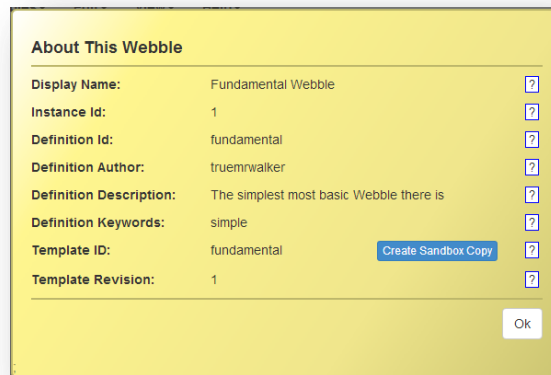 About This Webble
Display Name: Fundamental Webble ?
Instance Id: 1 ?
Definition Id: fundamental ?
Definition Author: truemrwalker ?
Definition Description: The simplest most basic Webble there is ?
Definition Keywords: simple ?
Template ID: fundamental Create Sandbox Copy ?
Template Revision: 1 ?
Ok